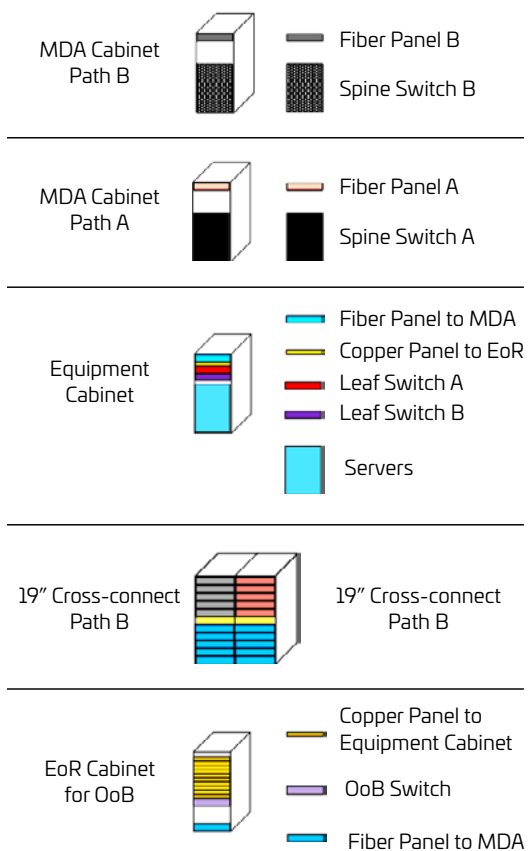 MDA Cabinet
Path B
Fiber Panel B
Spine Switch B
MDA Cabinet
Path A
Fiber Panel A
Spine Switch A
Equipment
Cabinet
Fiber Panel to MDA
Copper Panel to EoR
Leaf Switch A
Leaf Switch B
Servers
19” Cross-connect
Path B
19” Cross-connect
Path B
EoR Cabinet
for OoB
Copper Panel to
Equipment Cabinet
OoB Switch
Fiber Panel to MDA